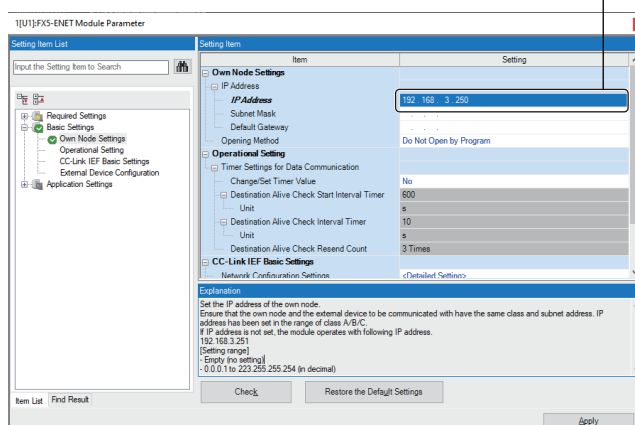 1[U1]:FX5-ENET Module Parameter
Setting Item List
Setting Item
Input the Setting Item to Search
Item Setting
Own Node Settings
IP Address
IP Address 192 . 168 . 3 . 250
Subnet Mask . . .
Default Gateway . . .
Opening Method Do Not Open by Program
Operational Setting
Timer Settings for Data Communication
Change/Set Timer Value No
Destination Alive Check Start Interval Timer 600
Unit s
Destination Alive Check Interval Timer 10
Unit s
Destination Alive Check Resend Count 3 Times
CC-Link IEF Basic Settings
Network Configuration Settings <Detailed Setting>
Required Settings
Basic Settings
Own Node Settings
Operational Setting
CC-Link IEF Basic Settings
External Device Configuration
Application Settings
Explanation
Set the IP address of the own node.
Ensure that the own node and the external device to be communicated with have the same class and subnet address. IP
address has been set in the range of class A/B/C.
If IP address is not set, the module operates with following IP address.
192.168.3.251
[Setting range]
- Empty (no setting)
- 0.0.0.1 to 223.255.255.254 (in decimal)
Check
Restore the Default Settings
Item List Find Result
Apply